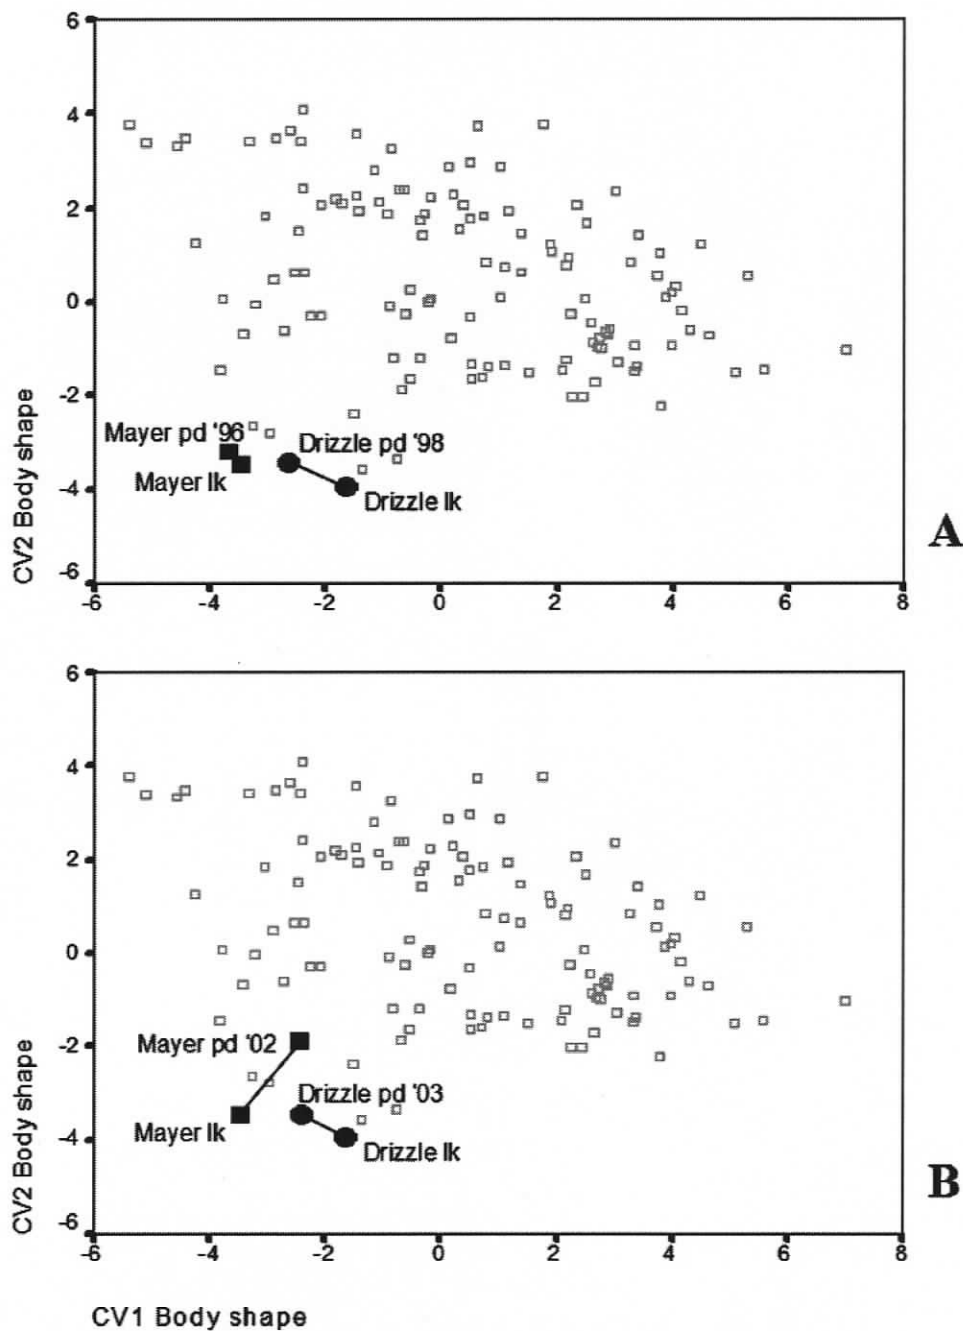 6
4
2
0
-2
-4
-6
CV2 Body shape
Mayer pd '96
Mayer lk
Drizzle pd '98
Drizzle lk
-6 -4 -2 0 2 4 6 8
A
6
4
2
0
-2
-4
-6
CV2 Body shape
Mayer pd '02
Mayer lk
Drizzle pd '03
Drizzle lk
-6 -4 -2 0 2 4 6 8
B
CV1 Body shape